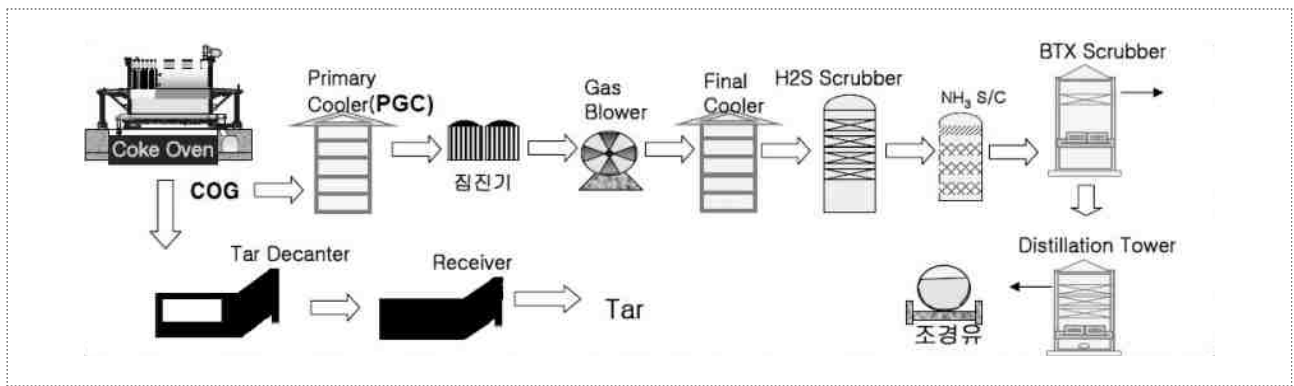 Coke Oven
COG
Primary
Cooler(PGC)
짐진기
Gas
Blower
Final
Cooler
H2S Scrubber
NH₃ S/C
BTX Scrubber
Tar Decanter
Receiver
Tar
Distillation Tower
조경유